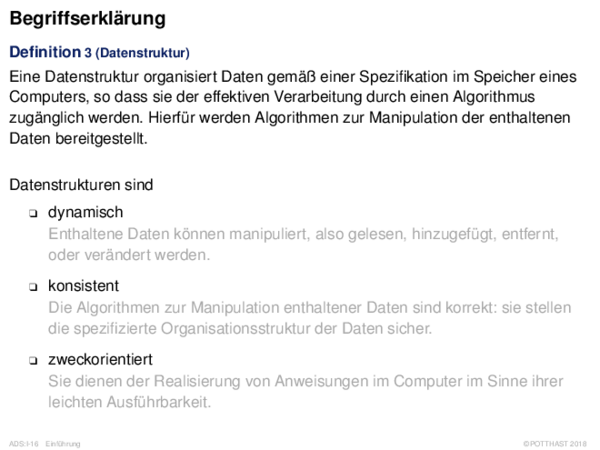 Begriffserklärung
Definition 3 (Datenstruktur)
Eine Datenstruktur organisiert Daten gemäß einer Spezifikation im Speicher eines
Computers, so dass sie der effektiven Verarbeitung durch einen Algorithmus
zugänglich werden. Hierfür werden Algorithmen zur Manipulation der enthaltenen
Daten bereitgestellt.
Datenstrukturen sind
❑ dynamisch
Enthaltene Daten können manipuliert, also gelesen, hinzugefügt, entfernt,
oder verändert werden.
❑ konsistent
Die Algorithmen zur Manipulation enthaltener Daten sind korrekt: sie stellen
die spezifizierte Organisationsstruktur der Daten sicher.
❑ zweckorientiert
Sie dienen der Realisierung von Anweisungen im Computer im Sinne ihrer
leichten Ausführbarkeit.
ADS:I-16 Einführung © POTTHAST 2018